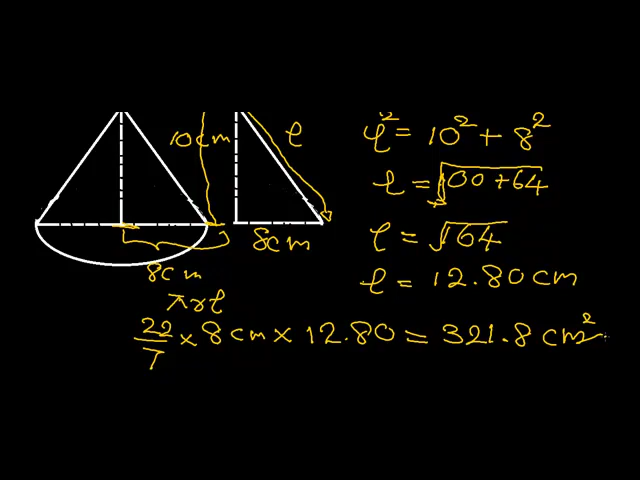 10cm
ℓ
8cm
8cm
ℓ² = 10² + 8²
ℓ = √100 + 64
ℓ = √164
ℓ = 12.80 cm
πrℓ
22/7 × 8 cm × 12.80 = 321.8 cm²